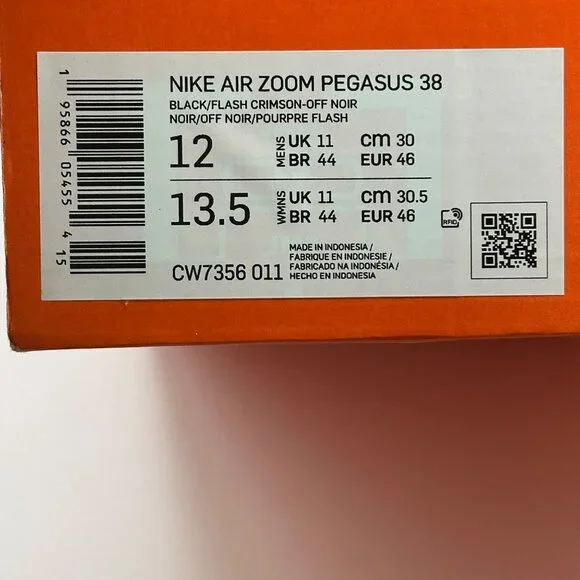 NIKE AIR ZOOM PEGASUS 38
BLACK/FLASH CRIMSON-OFF NOIR
NOIR/OFF NOIR/POURPRE FLASH
12 MENS UK 11 CM 30
BR 44 EUR 46
13.5 WMNS UK 11 CM 30.5
BR 44 EUR 46
RFID
CW7356 011
MADE IN INDONESIA /
FABRIQUE EN INDONESIE /
FABRICADO NA INDONÉSIA /
HECHO EN INDONESIA
1 95866 05455 4 15